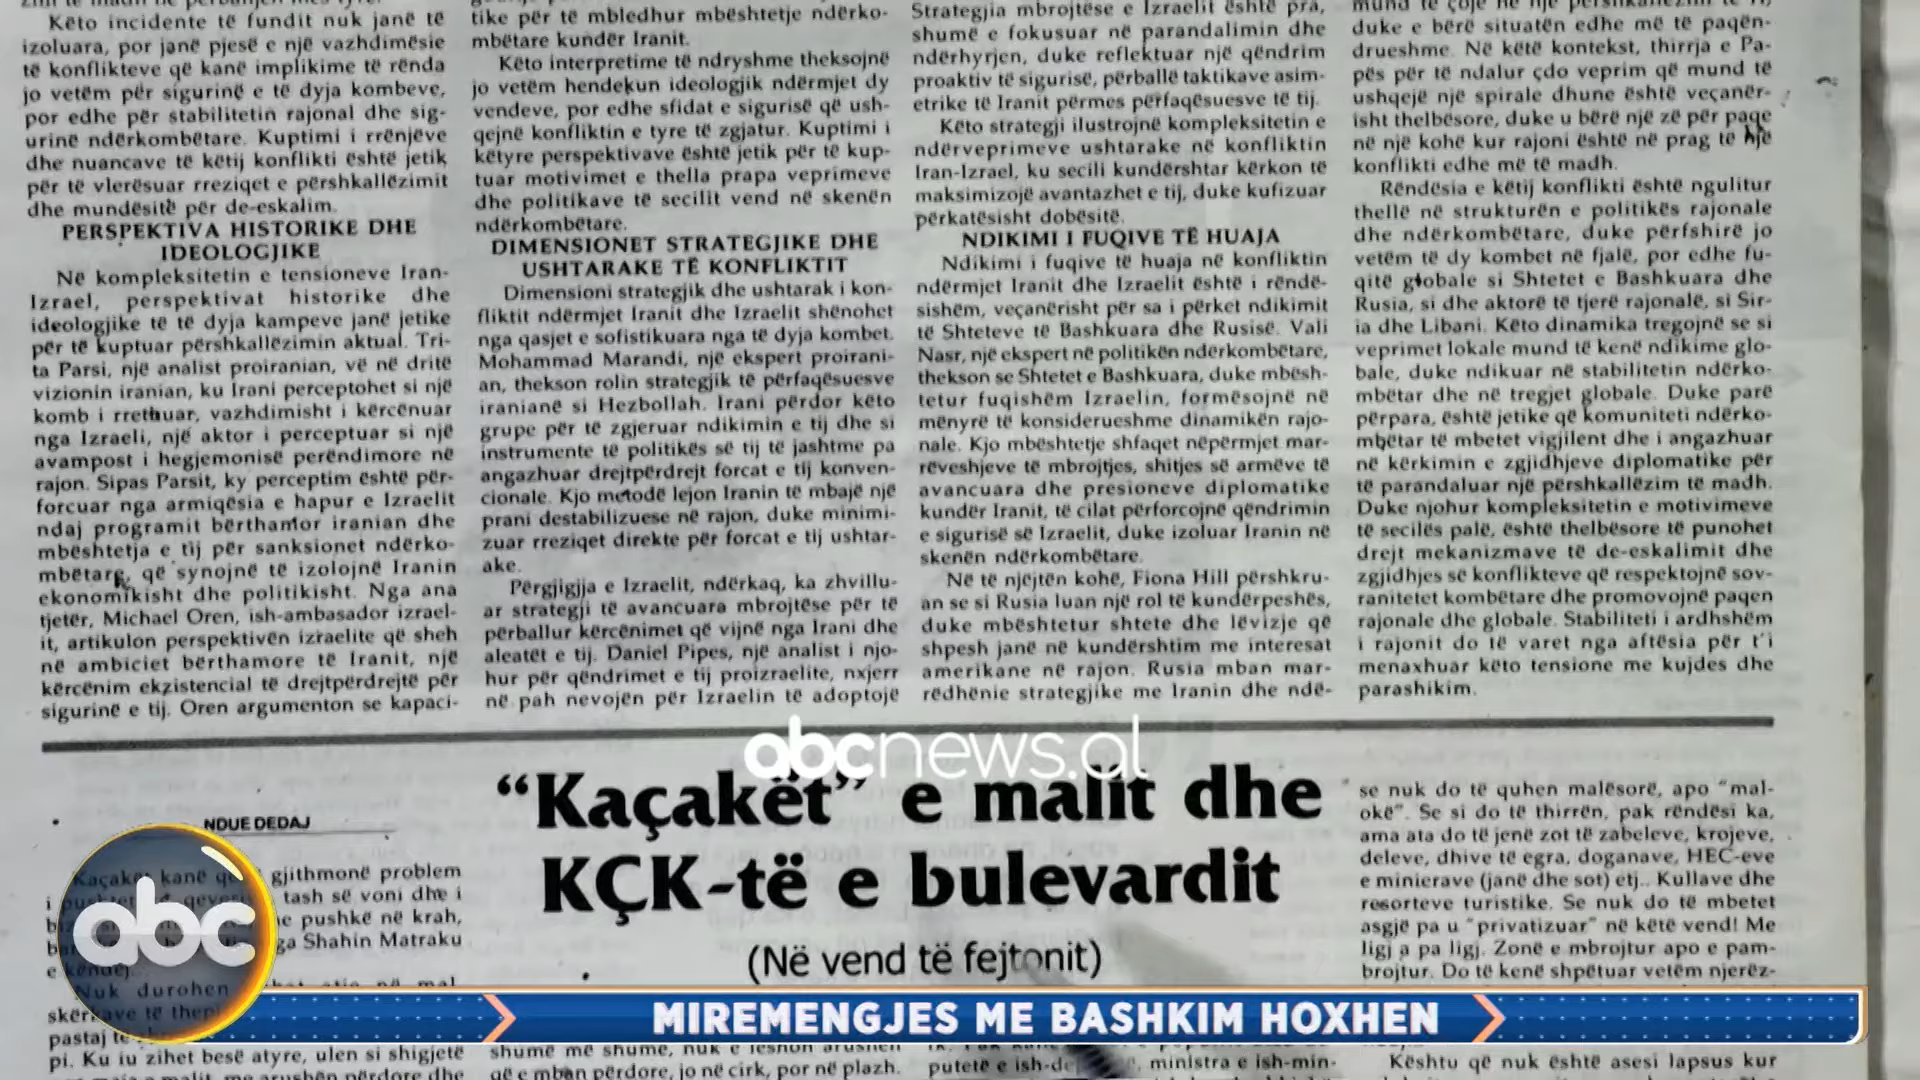 Këto incidente të fundit nuk janë të
izoluara, por janë pjesë e një vazhdimësie
të konflikteve që kanë implikime të rënda
jo vetëm për sigurinë e të dyja kombeve,
por edhe për stabilitetin rajonal dhe sig-
urinë ndërkombëtare. Kuptimi i rrënjëve
dhe nuancave të këtij konflikti është jetik
për të vlerësuar rreziqet e përshkallëzimit
dhe mundësitë për de-eskalim.
PERSPEKTIVA HISTORIKE DHE
IDEOLOGJIKE
Në kompleksitetin e tensioneve Iran-
Izrael, perspektivat historike dhe
ideologjike të të dyja kampeve janë jetike
për të kuptuar përshkallëzimin aktual. Tri-
ta Parsi, një analist proiranian, vë në dritë
vizionin iranian, ku Irani perceptohet si një
komb i rrethuar, vazhdimisht i kërcënuar
nga Izraeli, një aktor i perceptuar si një
avampost i hegjemonisë perëndimore në
rajon. Sipas Parsit, ky perceptim është për-
forcuar nga armiqësia e hapur e Izraelit
ndaj programit bërthamor iranian dhe
mbështetja e tij për sanksionet ndërko-
mbëtare, që synojnë të izolojnë Iranin
ekonomikisht dhe politikisht. Nga ana
tjetër, Michael Oren, ish-ambasador izrael-
it, artikulon perspektivën izraelite që sheh
në ambiciet bërthamore të Iranit, një
kërcënim ekzistencial të drejtpërdrejtë për
sigurinë e tij. Oren argumenton se kapaci-
tike për të mbledhur mbështetje ndërko-
mbëtare kundër Iranit.
Këto interpretime të ndryshme theksojnë
jo vetëm hendekun ideologjik ndërmjet dy
vendeve, por edhe sfidat e sigurisë që ush-
qejnë konfliktin e tyre të zgjatur. Kuptimi i
këtyre perspektivave është jetik për të kup-
tuar motivimet e thella prapa veprimeve
dhe politikave të secilit vend në skenën
ndërkombëtare.
DIMENSIONET STRATEGJIKE DHE
USHTARAKE TË KONFLIKTIT
Dimensioni strategjik dhe ushtarak i kon-
fliktit ndërmjet Iranit dhe Izraelit shënohet
nga qasjet e sofistikuara nga të dyja kombet.
Mohammad Marandi, një ekspert proirani-
an, thekson rolin strategjik të përfaqësuesve
iranianë si Hezbollah. Irani përdor këto
grupe për të zgjeruar ndikimin e tij dhe si
instrumente të politikës së tij të jashtme pa
angazhuar drejtpërdrejt forcat e tij konven-
cionale. Kjo metodë lejon Iranin të mbajë një
prani destabilizuese në rajon, duke minimi-
zuar rreziqet direkte për forcat e tij ushtar-
ake.
Përgjigjja e Izraelit, ndërkaq, ka zhvillu-
ar strategji të avancuara mbrojtëse për të
përballur kërcënimet që vijnë nga Irani dhe
aleatët e tij. Daniel Pipes, një analist i njo-
hur për qëndrimet e tij proizraelite, nxjerr
në pah nevojën për Izraelin të adoptojë
Strategjia mbrojtëse e Izraelit është pra,
shumë e fokusuar në parandalimin dhe
ndërhyrjen, duke reflektuar një qëndrim
proaktiv të sigurisë, përballë taktikave asim-
etrike të Iranit përmes përfaqësuesve të tij.
Këto strategji ilustrojnë kompleksitetin e
ndërveprimeve ushtarake në konfliktin
Iran-Izrael, ku secili kundërshtar kërkon të
maksimizojë avantazhet e tij, duke kufizuar
përkatësisht dobësitë.
NDIKIMI I FUQIVE TË HUAJA
Ndikimi i fuqive të huaja në konfliktin
ndërmjet Iranit dhe Izraelit është i rëndë-
sishëm, veçanërisht për sa i përket ndikimit
të Shteteve të Bashkuara dhe Rusisë. Vali
Nasr, një ekspert në politikën ndërkombëtare,
thekson se Shtetet e Bashkuara, duke mbësh-
tetur fuqishëm Izraelin, formësojnë në
mënyrë të konsiderueshme dinamikën rajo-
nale. Kjo mbështetje shfaqet nëpërmjet mar-
rëveshjeve të mbrojtjes, shitjes së armëve të
avancuara dhe presioneve diplomatike
kundër Iranit, të cilat përforcojnë qëndrimin
e sigurisë së Izraelit, duke izoluar Iranin në
skenën ndërkombëtare.
Në të njëjtën kohë, Fiona Hill përshkru-
an se si Rusia luan një rol të kundërpeshës,
duke mbështetur shtete dhe lëvizje që
shpesh janë në kundërshtim me interesat
amerikane në rajon. Rusia mban mar-
rëdhënie strategjike me Iranin dhe ndë-
duke e bërë situatën edhe më të paqën-
drueshme. Në këtë kontekst, thirrja e Pa-
pës për të ndalur çdo veprim që mund të
ushqejë një spirale dhune është veçanër-
isht thelbësore, duke u bërë një zë për paqe
në një kohë kur rajoni është në prag të një
konflikti edhe më të madh.
Rëndësia e këtij konflikti është ngulitur
thellë në strukturën e politikës rajonale
dhe ndërkombëtare, duke përfshirë jo
vetëm të dy kombet në fjalë, por edhe fu-
qitë globale si Shtetet e Bashkuara dhe
Rusia, si dhe aktorë të tjerë rajonalë, si Sir-
ia dhe Libani. Këto dinamika tregojnë se si
veprimet lokale mund të kenë ndikime glo-
bale, duke ndikuar në stabilitetin ndërko-
mbëtar dhe në tregjet globale. Duke parë
përpara, është jetike që komuniteti ndërko-
mbëtar të mbetet vigjilent dhe i angazhuar
në kërkimin e zgjidhjeve diplomatike për
të parandaluar një përshkallëzim të madh.
Duke njohur kompleksitetin e motivimeve
të secilës palë, është thelbësore të punohet
drejt mekanizmave të de-eskalimit dhe
zgjidhjes së konflikteve që respektojnë sov-
ranitetet kombëtare dhe promovojnë paqen
rajonale dhe globale. Stabiliteti i ardhshëm
i rajonit do të varet nga aftësia për t'i
menaxhuar këto tensione me kujdes dhe
parashikim.
abcnews.al
“Kaçakët” e malit dhe
KÇK-të e bulevardit
(Në vend të fejtonit)
NDUE DEDAJ
Kaçakët kanë gjithmonë problem
tash së voni dhe i
pushkë në krah,
Shahin Matraku
Nuk durohen
pastaj
pi. Ku iu zihet besë atyre, ulen si shigjetë
shumë më shumë, nuk e lëshon arushën
që e mban përdore, jo në cirk, por në plazh.
ministra e ish-min-
se nuk do të quhen malësorë, apo “mal-
okë”. Se si do të thirrën, pak rëndësi ka,
ama ata do të jenë zot të zabeleve, krojeve,
deleve, dhive të egra, doganave, HEC-eve
e minierave (janë dhe sot) etj.. Kullave dhe
resorteve turistike. Se nuk do të mbetet
asgjë pa u “privatizuar” në këtë vend! Me
ligj a pa ligj. Zonë e mbrojtur apo e pam-
brojtur. Do të kenë shpëtuar vetëm njerëz-
Kështu që nuk është asesi lapsus kur
abc
MIREMENGJES ME BASHKIM HOXHEN